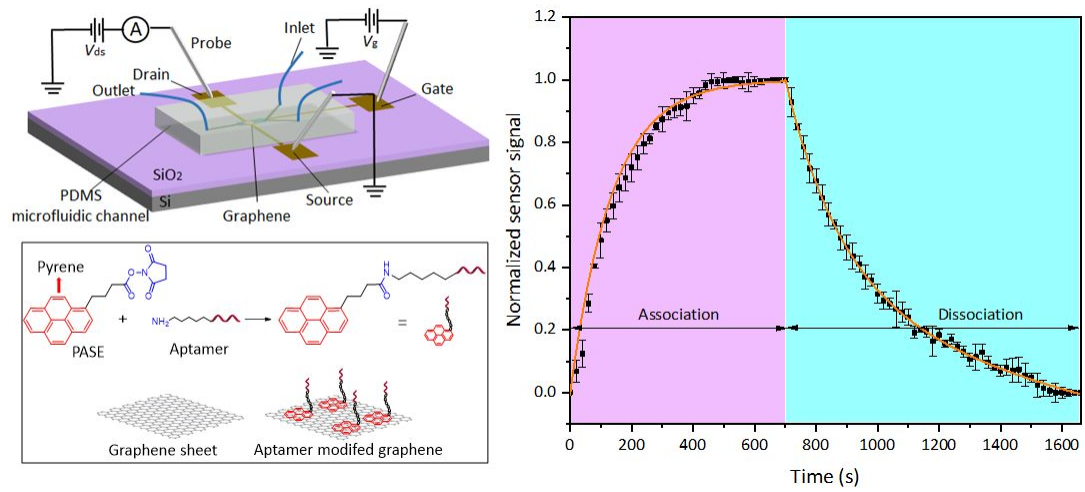 Vds
A
Probe
Inlet
Vg
Drain
Outlet
Gate
SiO2
Si
PDMS
microfluidic channel
Graphene
Source
Pyrene
O
O
N
O
O
O
PASE
+
NH2
Aptamer
H
N
O
=
Graphene sheet
Aptamer modifed graphene
1.2
1.0
0.8
0.6
0.4
0.2
0.0
Normalized sensor signal
Association
Dissociation
0
200
400
600
800
1000
1200
1400
1600
Time (s)